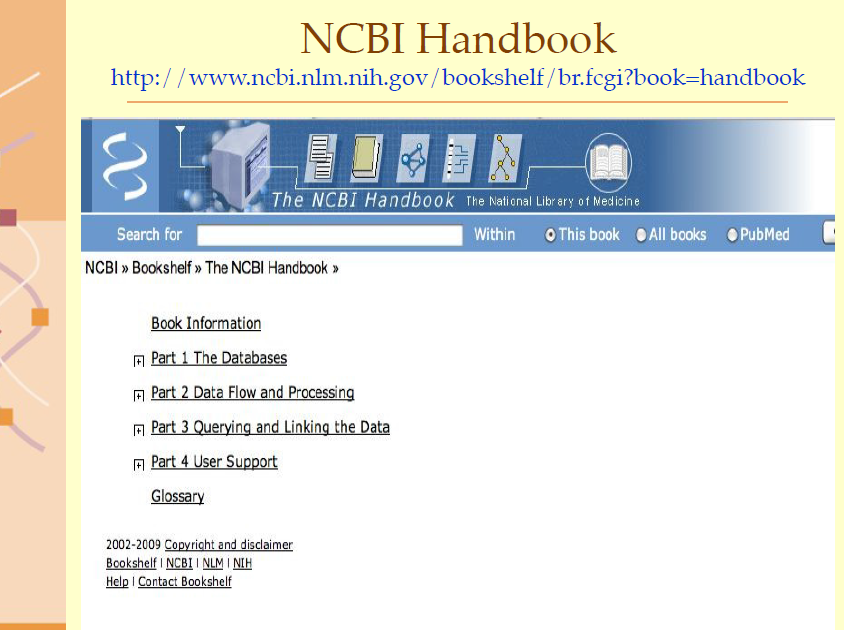 NCBI Handbook
http://www.ncbi.nlm.nih.gov/bookshelf/br.fcgi?book=handbook
The NCBI Handbook The National Library of Medicine
Search for Within This book All books PubMed
NCBI » Bookshelf » The NCBI Handbook »
Book Information
Part 1 The Databases
Part 2 Data Flow and Processing
Part 3 Querying and Linking the Data
Part 4 User Support
Glossary
2002-2009 Copyright and disclaimer
Bookshelf | NCBI | NLM | NIH
Help | Contact Bookshelf